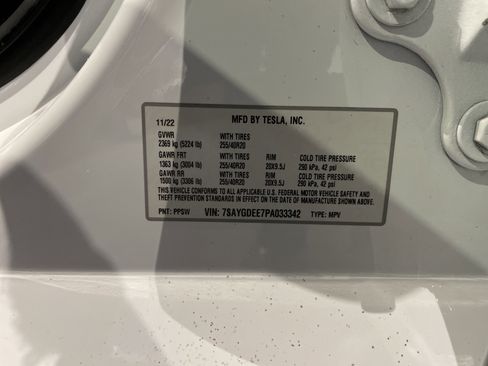 11/22 MFD BY TESLA, INC.
GVWR WITH TIRES
2369 kg (5224 lb) 255/40R20
GAWR FRT WITH TIRES RIM COLD TIRE PRESSURE
1363 kg (3004 lb) 255/40R20 20X9.5J 290 kPa, 42 psi
GAWR RR WITH TIRES RIM COLD TIRE PRESSURE
1500 kg (3306 lb) 255/40R20 20X9.5J 290 kPa, 42 psi
THIS VEHICLE CONFORMS TO ALL APPLICABLE U.S. FEDERAL MOTOR VEHICLE SAFETY AND
THEFT PREVENTION STANDARDS IN EFFECT ON THE DATE OF MANUFACTURE SHOWN ABOVE.
PNT: PPSW VIN: 7SAYGDEE7PA033342 TYPE: MPV